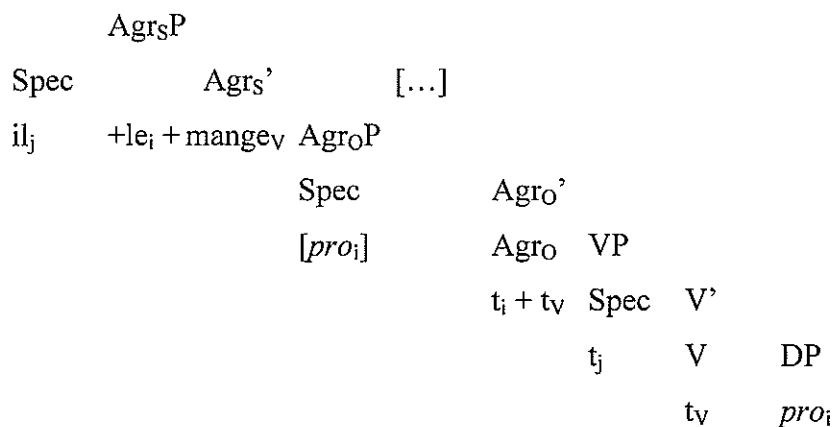 AgrSP
Spec AgrS’ […]
ilj +lei + mangeV AgrOP
Spec AgrO’
[proi] AgrO VP
ti + tV Spec V’
tj V DP
tV proi